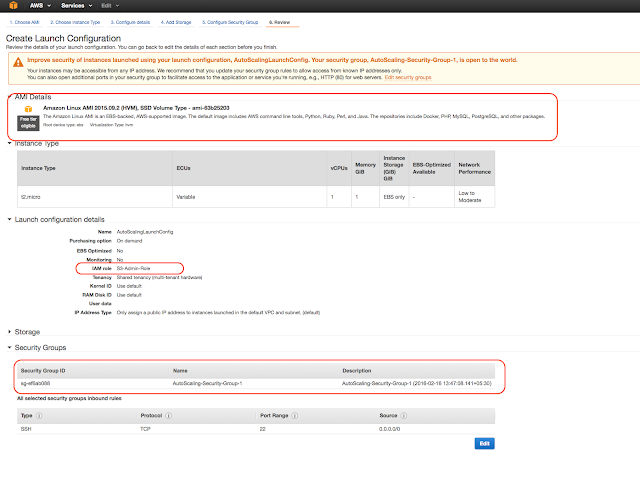 AWS Services Edit
1. Choose AMI 2. Choose Instance Type 3. Configure details 4. Add Storage 5. Configure Security Group 6. Review
Create Launch Configuration
Review the details of your launch configuration. You can go back to edit the details of each section before you finish.
Improve security of instances launched using your launch configuration, AutoScalingLaunchConfig. Your security group, AutoScaling-Security-Group-1, is open to the world.
Your instances may be accessible from any IP address. We recommend that you update your security group rules to allow access from known IP addresses only.
You can also open additional ports in your security group to facilitate access to the application or service you're running, e.g., HTTP (80) for web servers. Edit security groups
AMI Details
Amazon Linux AMI 2015.09.2 (HVM), SSD Volume Type - ami-63b25203
Free tier eligible
The Amazon Linux AMI is an EBS-backed, AWS-supported image. The default image includes AWS command line tools, Python, Ruby, Perl, and Java. The repositories include Docker, PHP, MySQL, PostgreSQL, and other packages.
Root device type: ebs Virtualization Type: hvm
Instance Type
Instance Type ECUs vCPUs Memory GiB Instance Storage (GiB) GiB EBS-Optimized Available Network Performance
t2.micro Variable 1 1 EBS only - Low to Moderate
Launch configuration details
Name AutoScalingLaunchConfig
Purchasing option On demand
EBS Optimized No
Monitoring No
IAM role S3-Admin-Role
Tenancy Shared tenancy (multi-tenant hardware)
Kernel ID Use default
RAM Disk ID Use default
User data
IP Address Type Only assign a public IP address to instances launched in the default VPC and subnet. (default)
Storage
Security Groups
Security Group ID Name Description
AutoScaling-Security-Group-1 AutoScaling-Security-Group-1 (2016-02-16 13:47:08.141+05:30)
All selected security groups inbound rules
Type Protocol Port Range Source
SSH TCP 22 0.0.0.0/0
Edit